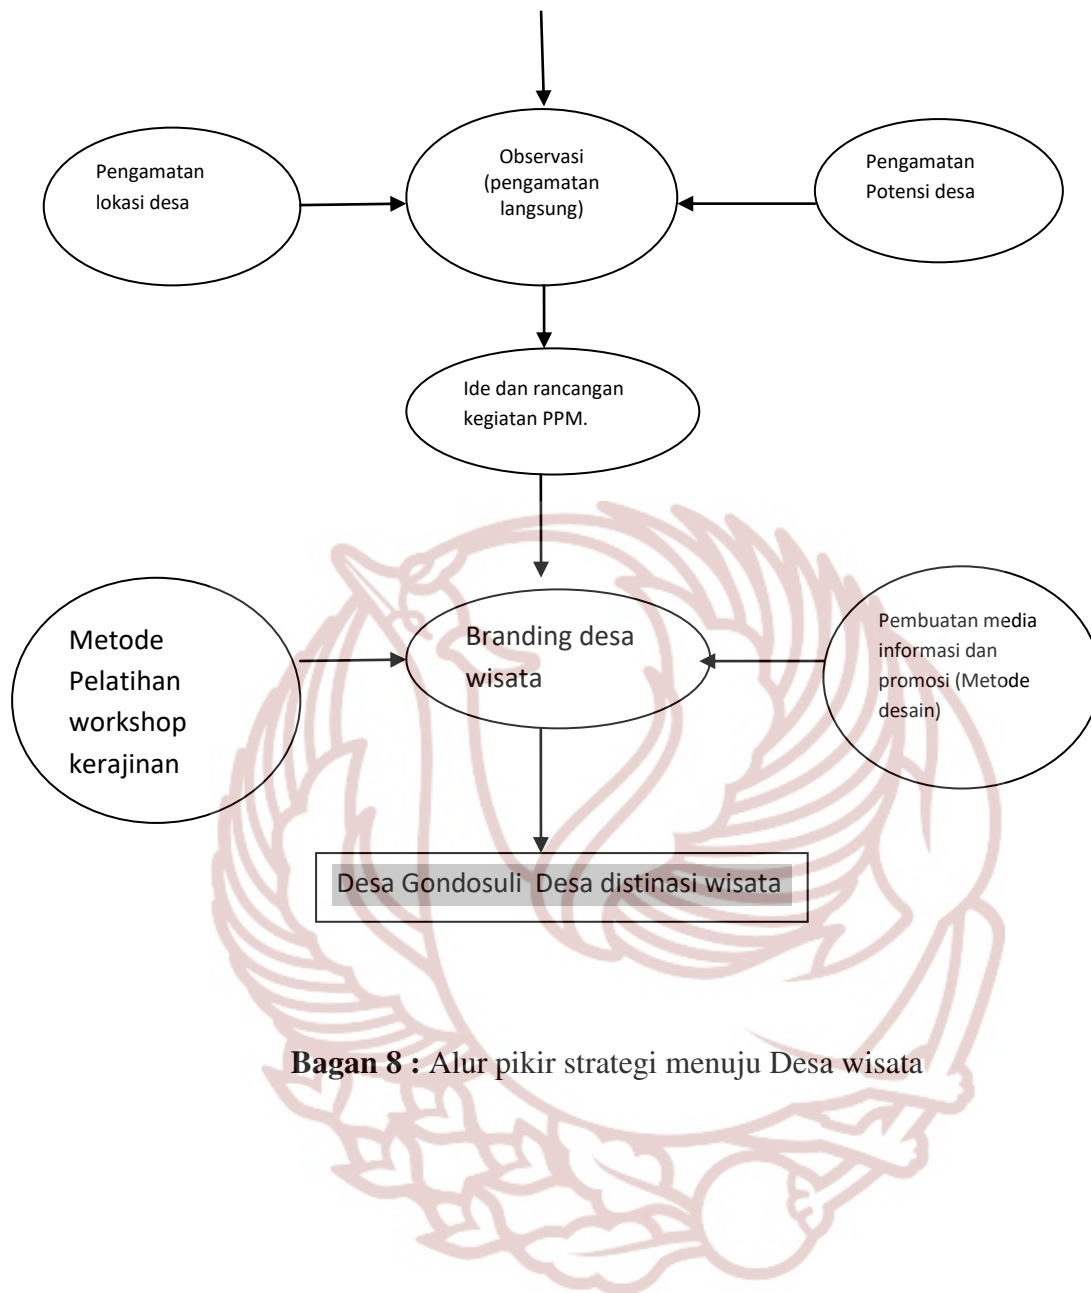 Pengamatan
lokasi desa
Observasi
(pengamatan
langsung)
Pengamatan
Potensi desa
Ide dan rancangan
kegiatan PPM.
Metode
Pelatihan
workshop
kerajinan
Branding desa
wisata
Pembuatan media
informasi dan
promosi (Metode
desain)
Desa Gondosuli  Desa distinasi wisata
Bagan 8 : Alur pikir strategi menuju Desa wisata